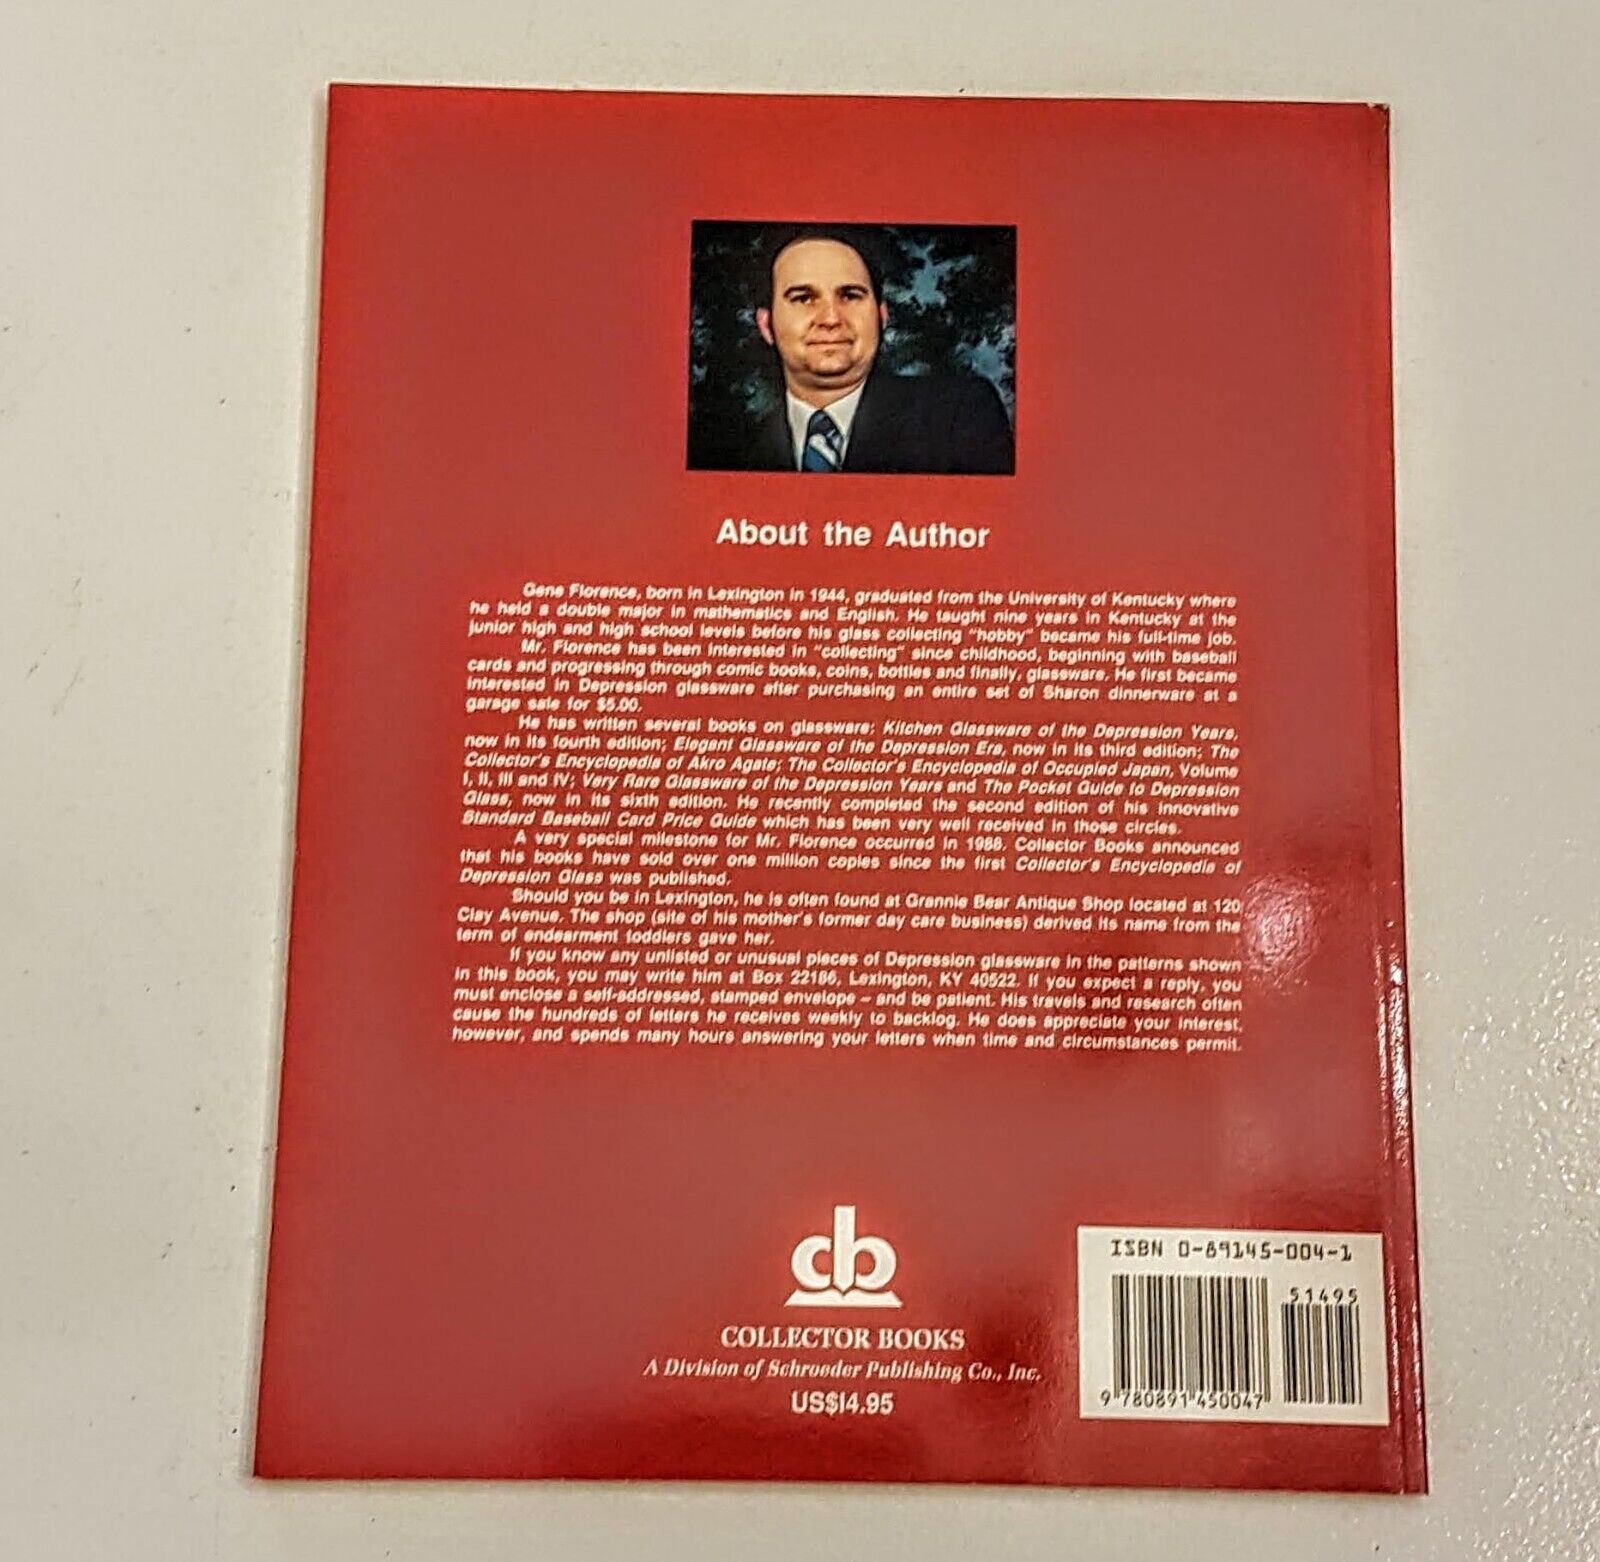 About the Author
Gene Florence, born in Lexington in 1944, graduated from the University of Kentucky where
he held a double major in mathematics and English. He taught nine years in Kentucky at the
junior high and high school levels before his glass collecting "hobby" became his full-time job.
Mr. Florence has been interested in "collecting" since childhood, beginning with baseball
cards and progressing through comic books, coins, bottles and finally, glassware. He first became
interested in Depression glassware after purchasing an entire set of Sharon dinnerware at a
garage sale for $5.00.
He has written several books on glassware: Kitchen Glassware of the Depression Years,
now in its fourth edition; Elegant Glassware of the Depression Era, now in its third edition; The
Collector's Encyclopedia of Akro Agate; The Collector's Encyclopedia of Occupied Japan, Volume
I, II, III and IV; Very Rare Glassware of the Depression Years and The Pocket Guide to Depression
Glass, now in its sixth edition. He recently completed the second edition of his innovative
Standard Baseball Card Price Guide which has been very well received in those circles.
A very special milestone for Mr. Florence occurred in 1988. Collector Books announced
that his books have sold over one million copies since the first Collector's Encyclopedia of
Depression Glass was published.
Should you be in Lexington, he is often found at Grannie Bear Antique Shop located at 120
Clay Avenue. The shop (site of his mother's former day care business) derived its name from the
term of endearment toddlers gave her.
If you know any unlisted or unusual pieces of Depression glassware in the patterns shown
in this book, you may write him at Box 22186, Lexington, KY 40522. If you expect a reply, you
must enclose a self-addressed, stamped envelope – and be patient. His travels and research often
cause the hundreds of letters he receives weekly to backlog. He does appreciate your interest,
however, and spends many hours answering your letters when time and circumstances permit.
cb
COLLECTOR BOOKS
A Division of Schroeder Publishing Co., Inc.
US$14.95
ISBN 0-89145-004-1
51495
9 780891 450047